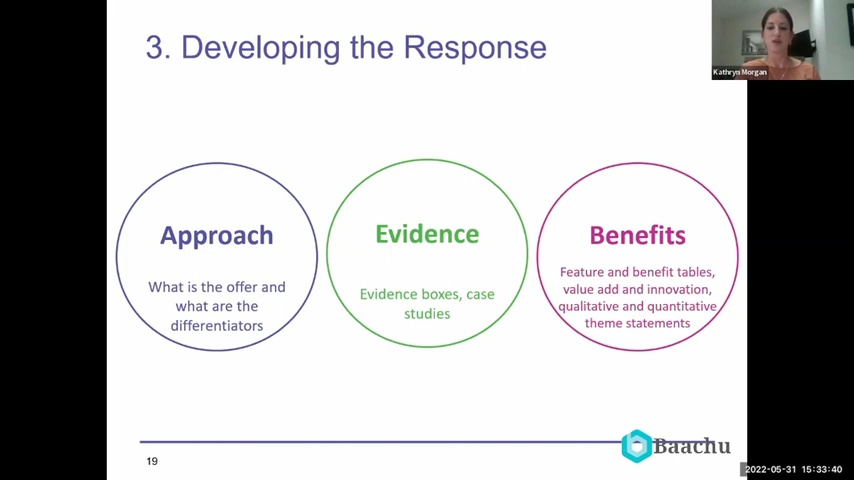 3. Developing the Response
Kathryn Morgan
Approach
What is the offer and
what are the
differentiators
Evidence
Evidence boxes, case
studies
Benefits
Feature and benefit tables,
value add and innovation,
qualitative and quantitative
theme statements
19
Baachu
2022-05-31 15:33:40